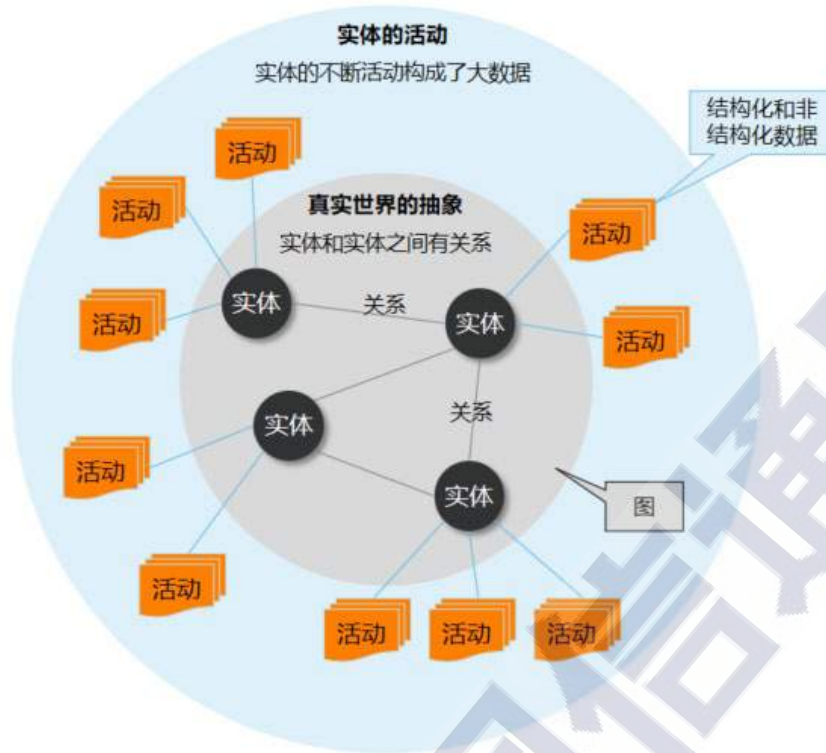 实体的活动
实体的不断活动构成了大数据
结构化和非
结构化数据
活动
活动
真实世界的抽象
活动
实体和实体之间有关系
实体
关系
实体
活动
活动
实体
关系
活动
实体
图
活动
活动
活动
活动
信通